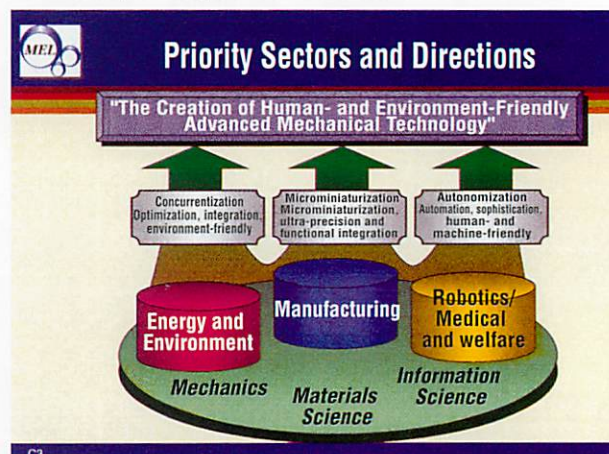 MEL
Priority Sectors and Directions
"The Creation of Human- and Environment-Friendly
Advanced Mechanical Technology"
Concurrentization
Optimization, integration,
environment-friendly
Microminiaturization
Microminiaturization,
ultra-precision and
functional integration
Autonomization
Automation, sophistication,
human- and
machine-friendly
Energy and
Environment
Manufacturing
Robotics/
Medical
and welfare
Mechanics
Materials
Science
Information
Science